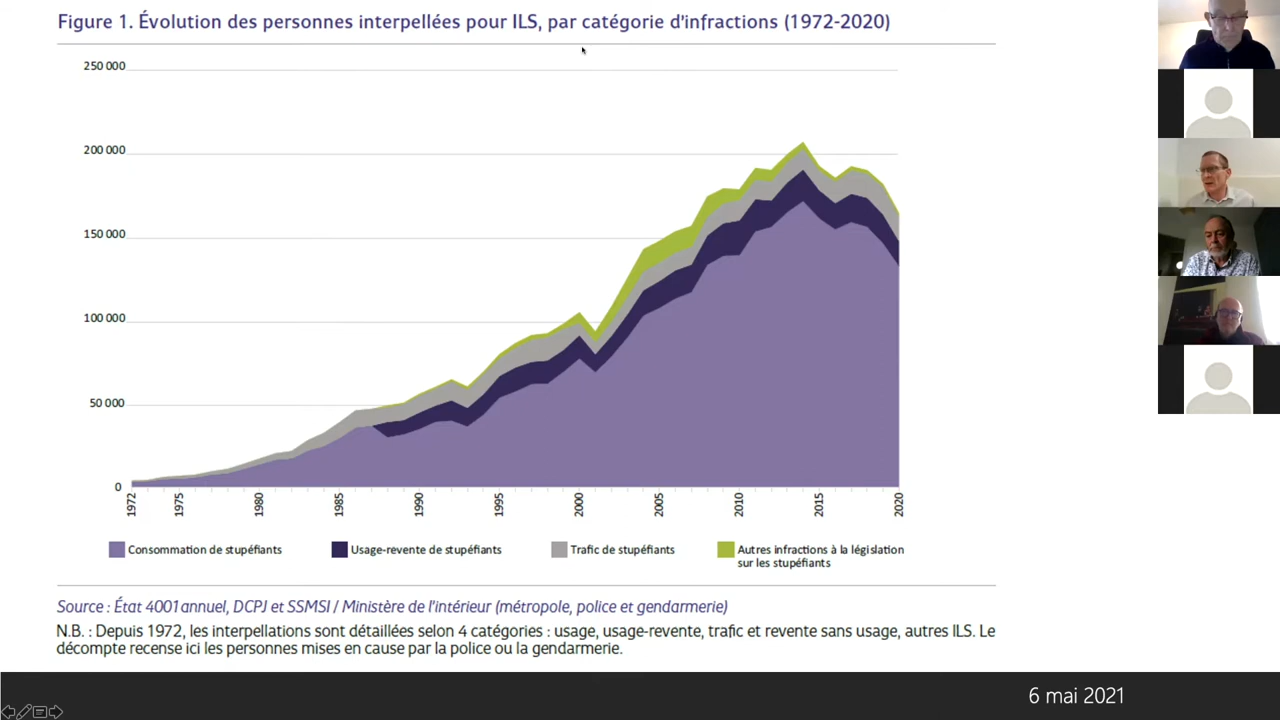 Figure 1. Évolution des personnes interpellées pour ILS, par catégorie d'infractions (1972-2020)
250 000
200 000
150 000
100 000
50 000
0
1972
1975
1980
1985
1990
1995
2000
2005
2010
2015
2020
Consommation de stupéfiants
Usage-revente de stupéfiants
Trafic de stupéfiants
Autres infractions à la législation
sur les stupéfiants
Source : État 4001 annuel, DCPJ et SSMSI / Ministère de l'intérieur (métropole, police et gendarmerie)
N.B. : Depuis 1972, les interpellations sont détaillées selon 4 catégories : usage, usage-revente, trafic et revente sans usage, autres ILS. Le
décompte recense ici les personnes mises en cause par la police ou la gendarmerie.
6 mai 2021